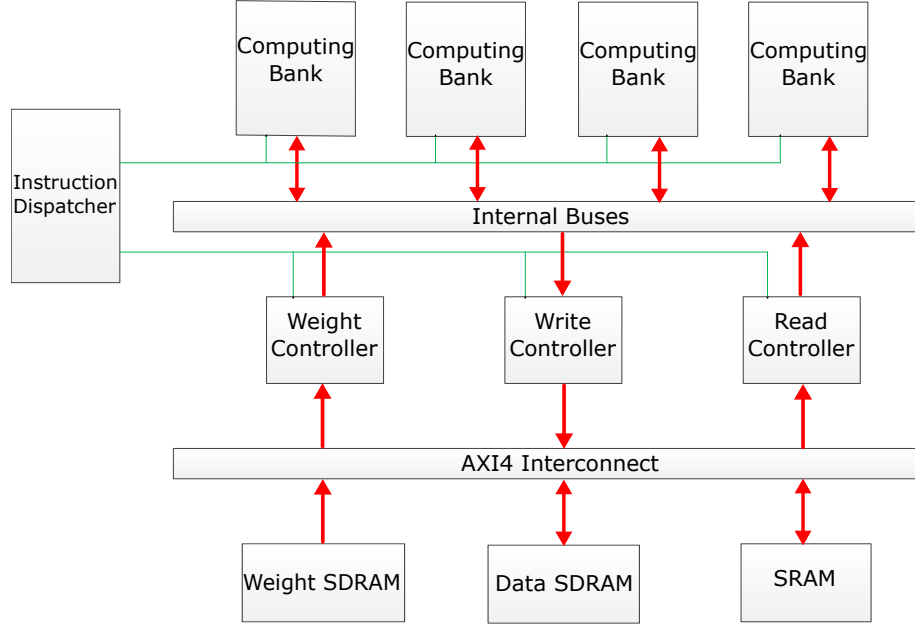 Computing
Bank
Computing
Bank
Computing
Bank
Computing
Bank
Instruction
Dispatcher
Internal Buses
Weight
Controller
Write
Controller
Read
Controller
AXI4 Interconnect
Weight SDRAM
Data SDRAM
SRAM